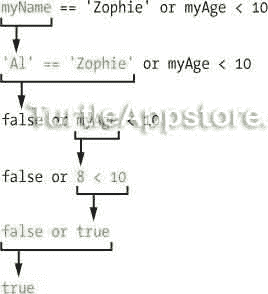 myName == 'Zophie' or myAge < 10
'Al' == 'Zophie' or myAge < 10
false or myAge < 10
TurtleAppstore.
false or 8 < 10
false or true
true